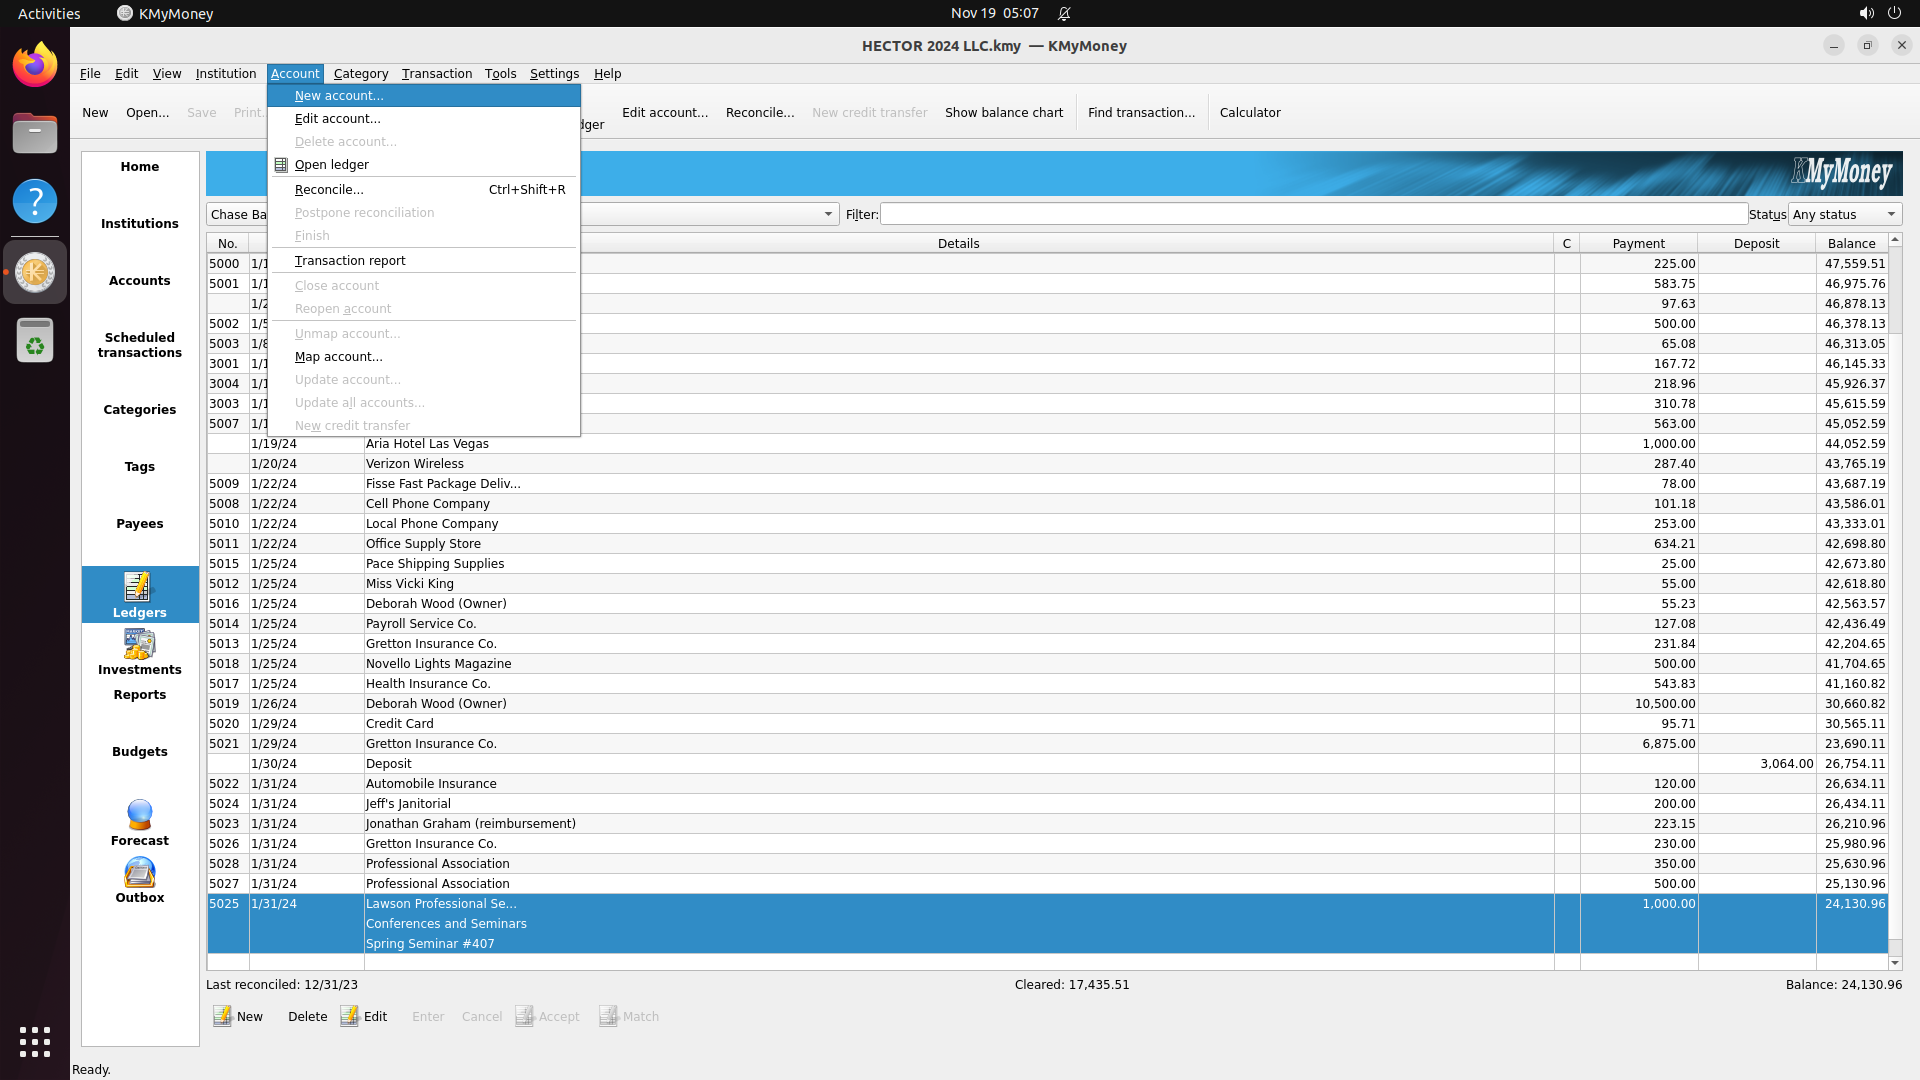 Activities KMyMoney Nov 19 05:07
HECTOR 2024 LLC.kmy — KMyMoney
File Edit View Institution Account Category Transaction Tools Settings Help
New Open... Save Print... Edit account... Reconcile... New credit transfer Show balance chart Find transaction... Calculator
New account...
Edit account...
Delete account...
Open ledger
Reconcile... Ctrl+Shift+R
Postpone reconciliation
Finish
Transaction report
Close account
Reopen account
Unmap account...
Map account...
Update account...
Update all accounts...
New credit transfer
Home
Institutions
Accounts
Scheduled
transactions
Categories
Tags
Payees
Ledgers
Investments
Reports
Budgets
Forecast
Outbox
KMyMoney
Chase Ba Filter: Status Any status
No. Details C Payment Deposit Balance
5000 1/1 225.00 47,559.51
5001 1/1 583.75 46,975.76
1/2 97.63 46,878.13
5002 1/5 500.00 46,378.13
5003 1/8 65.08 46,313.05
3001 1/1 167.72 46,145.33
3004 1/1 218.96 45,926.37
3003 1/1 310.78 45,615.59
5007 1/1 563.00 45,052.59
1/19/24 Aria Hotel Las Vegas 1,000.00 44,052.59
1/20/24 Verizon Wireless 287.40 43,765.19
5009 1/22/24 Fisse Fast Package Deliv... 78.00 43,687.19
5008 1/22/24 Cell Phone Company 101.18 43,586.01
5010 1/22/24 Local Phone Company 253.00 43,333.01
5011 1/22/24 Office Supply Store 634.21 42,698.80
5015 1/25/24 Pace Shipping Supplies 25.00 42,673.80
5012 1/25/24 Miss Vicki King 55.00 42,618.80
5016 1/25/24 Deborah Wood (Owner) 55.23 42,563.57
5014 1/25/24 Payroll Service Co. 127.08 42,436.49
5013 1/25/24 Gretton Insurance Co. 231.84 42,204.65
5018 1/25/24 Novello Lights Magazine 500.00 41,704.65
5017 1/25/24 Health Insurance Co. 543.83 41,160.82
5019 1/26/24 Deborah Wood (Owner) 10,500.00 30,660.82
5020 1/29/24 Credit Card 95.71 30,565.11
5021 1/29/24 Gretton Insurance Co. 6,875.00 23,690.11
1/30/24 Deposit 3,064.00 26,754.11
5022 1/31/24 Automobile Insurance 120.00 26,634.11
5024 1/31/24 Jeff's Janitorial 200.00 26,434.11
5023 1/31/24 Jonathan Graham (reimbursement) 223.15 26,210.96
5026 1/31/24 Gretton Insurance Co. 230.00 25,980.96
5028 1/31/24 Professional Association 350.00 25,630.96
5027 1/31/24 Professional Association 500.00 25,130.96
5025 1/31/24 Lawson Professional Se... 1,000.00 24,130.96
Conferences and Seminars
Spring Seminar #407
Last reconciled: 12/31/23 Cleared: 17,435.51 Balance: 24,130.96
New Delete Edit Enter Cancel Accept Match
Ready.